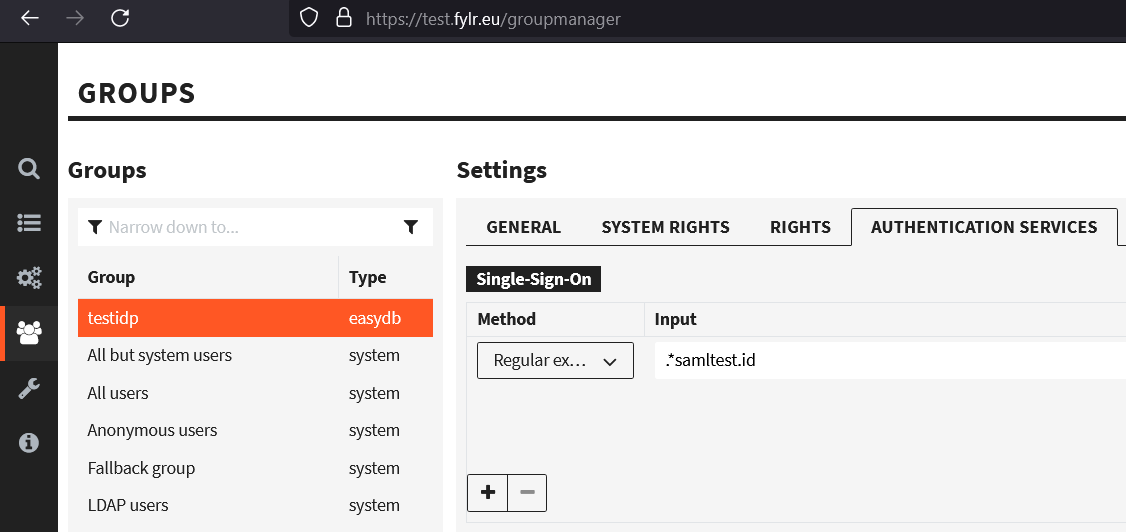 https://test.fylr.eu/groupmanager
GROUPS
Groups
Settings
Narrow down to...
GENERAL SYSTEM RIGHTS RIGHTS AUTHENTICATION SERVICES
Group Type
Single-Sign-On
testidp easydb
Method Input
All but system users system
Regular ex... .*samltest.id
All users system
Anonymous users system
Fallback group system
LDAP users system